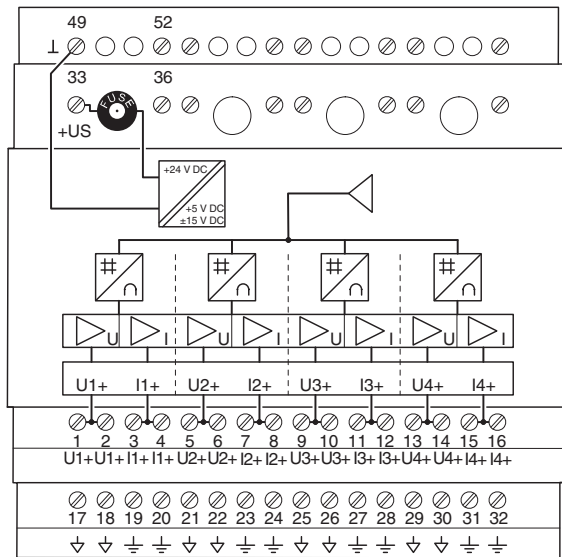 49 52
33 36
FUSE
+US
+24 V DC
+5 V DC
±15 V DC
# # # #
∩ ∩ ∩ ∩
U I U I U I U I
U1+ I1+ U2+ I2+ U3+ I3+ U4+ I4+
1 2 3 4 5 6 7 8 9 10 11 12 13 14 15 16
U1+ U1+ I1+ I1+ U2+ U2+ I2+ I2+ U3+ U3+ I3+ I3+ U4+ U4+ I4+ I4+
17 18 19 20 21 22 23 24 25 26 27 28 29 30 31 32